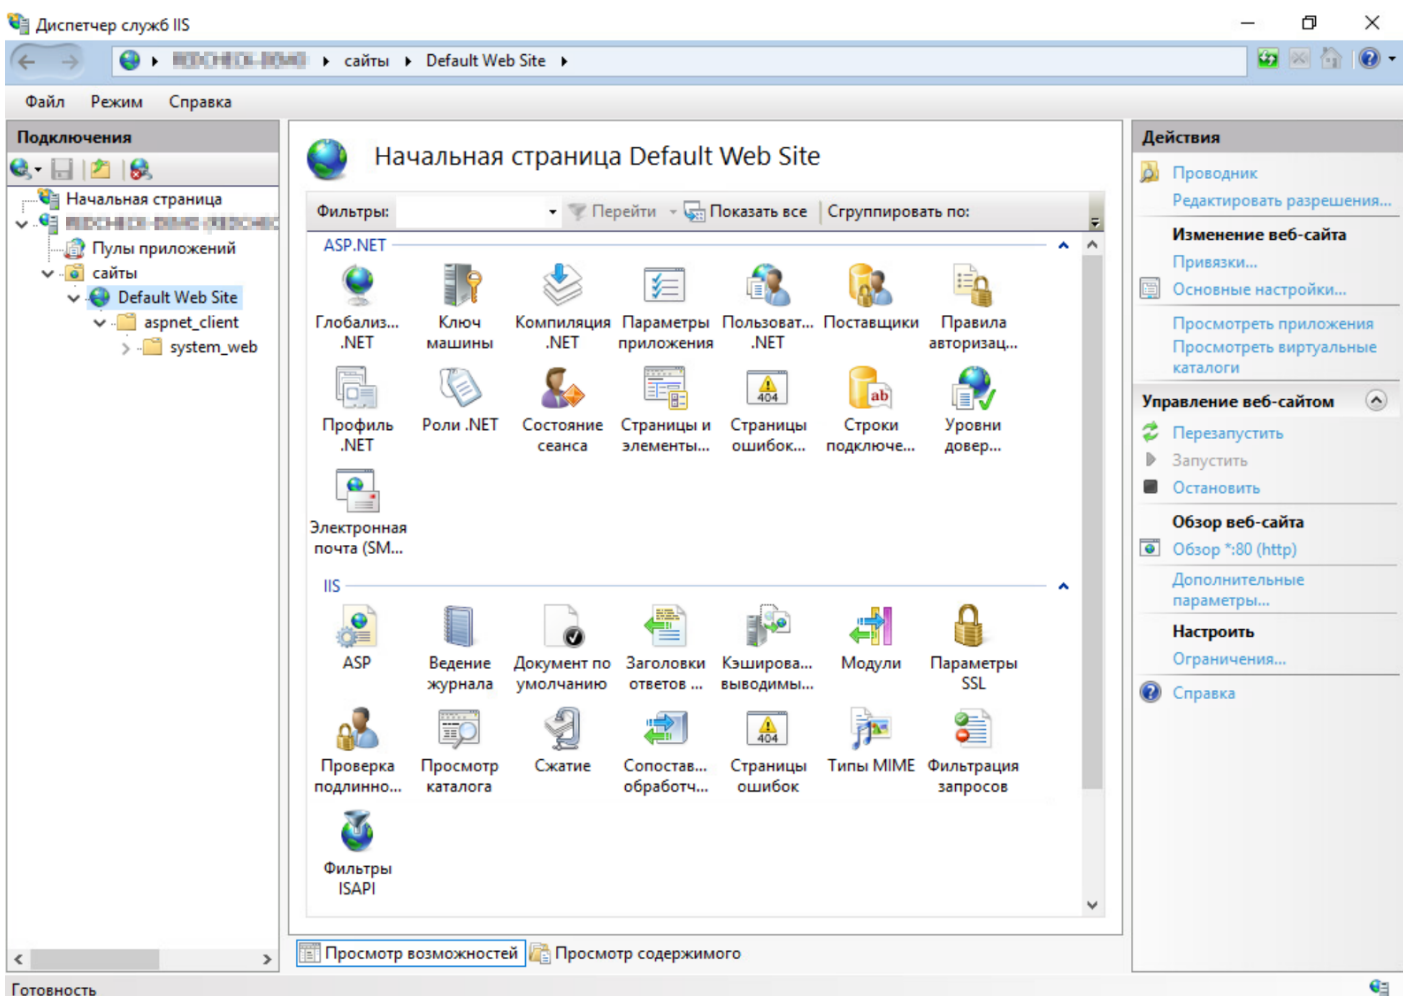 Диспетчер служб IIS
сайты
Default Web Site
Файл Режим Справка
Подключения
Начальная страница
Пулы приложений
сайты
Default Web Site
aspnet_client
system_web
Начальная страница Default Web Site
Фильтры: Перейти Показать все Сгруппировать по:
ASP.NET
Глобализ...
.NET
Ключ
машины
Компиляция
.NET
Параметры
приложения
Пользоват...
.NET
Поставщики
Правила
авторизац...
Профиль
.NET
Роли .NET
Состояние
сеанса
Страницы и
элементы...
404
Страницы
ошибок...
ab
Строки
подключе...
Уровни
довер...
Электронная
почта (SM...
IIS
ASP
Ведение
журнала
Документ по
умолчанию
Заголовки
ответов ...
Кэширова...
выводимы...
Модули
Параметры
SSL
Проверка
подлинно...
Просмотр
каталога
Сжатие
Сопостав...
обработч...
404
Страницы
ошибок
Типы MIME
Фильтрация
запросов
Фильтры
ISAPI
Просмотр возможностей Просмотр содержимого
Действия
Проводник
Редактировать разрешения...
Изменение веб-сайта
Привязки...
Основные настройки...
Просмотреть приложения
Просмотреть виртуальные
каталоги
Управление веб-сайтом
Перезапустить
Запустить
Остановить
Обзор веб-сайта
Обзор *:80 (http)
Дополнительные
параметры...
Настроить
Ограничения...
Справка
Готовность